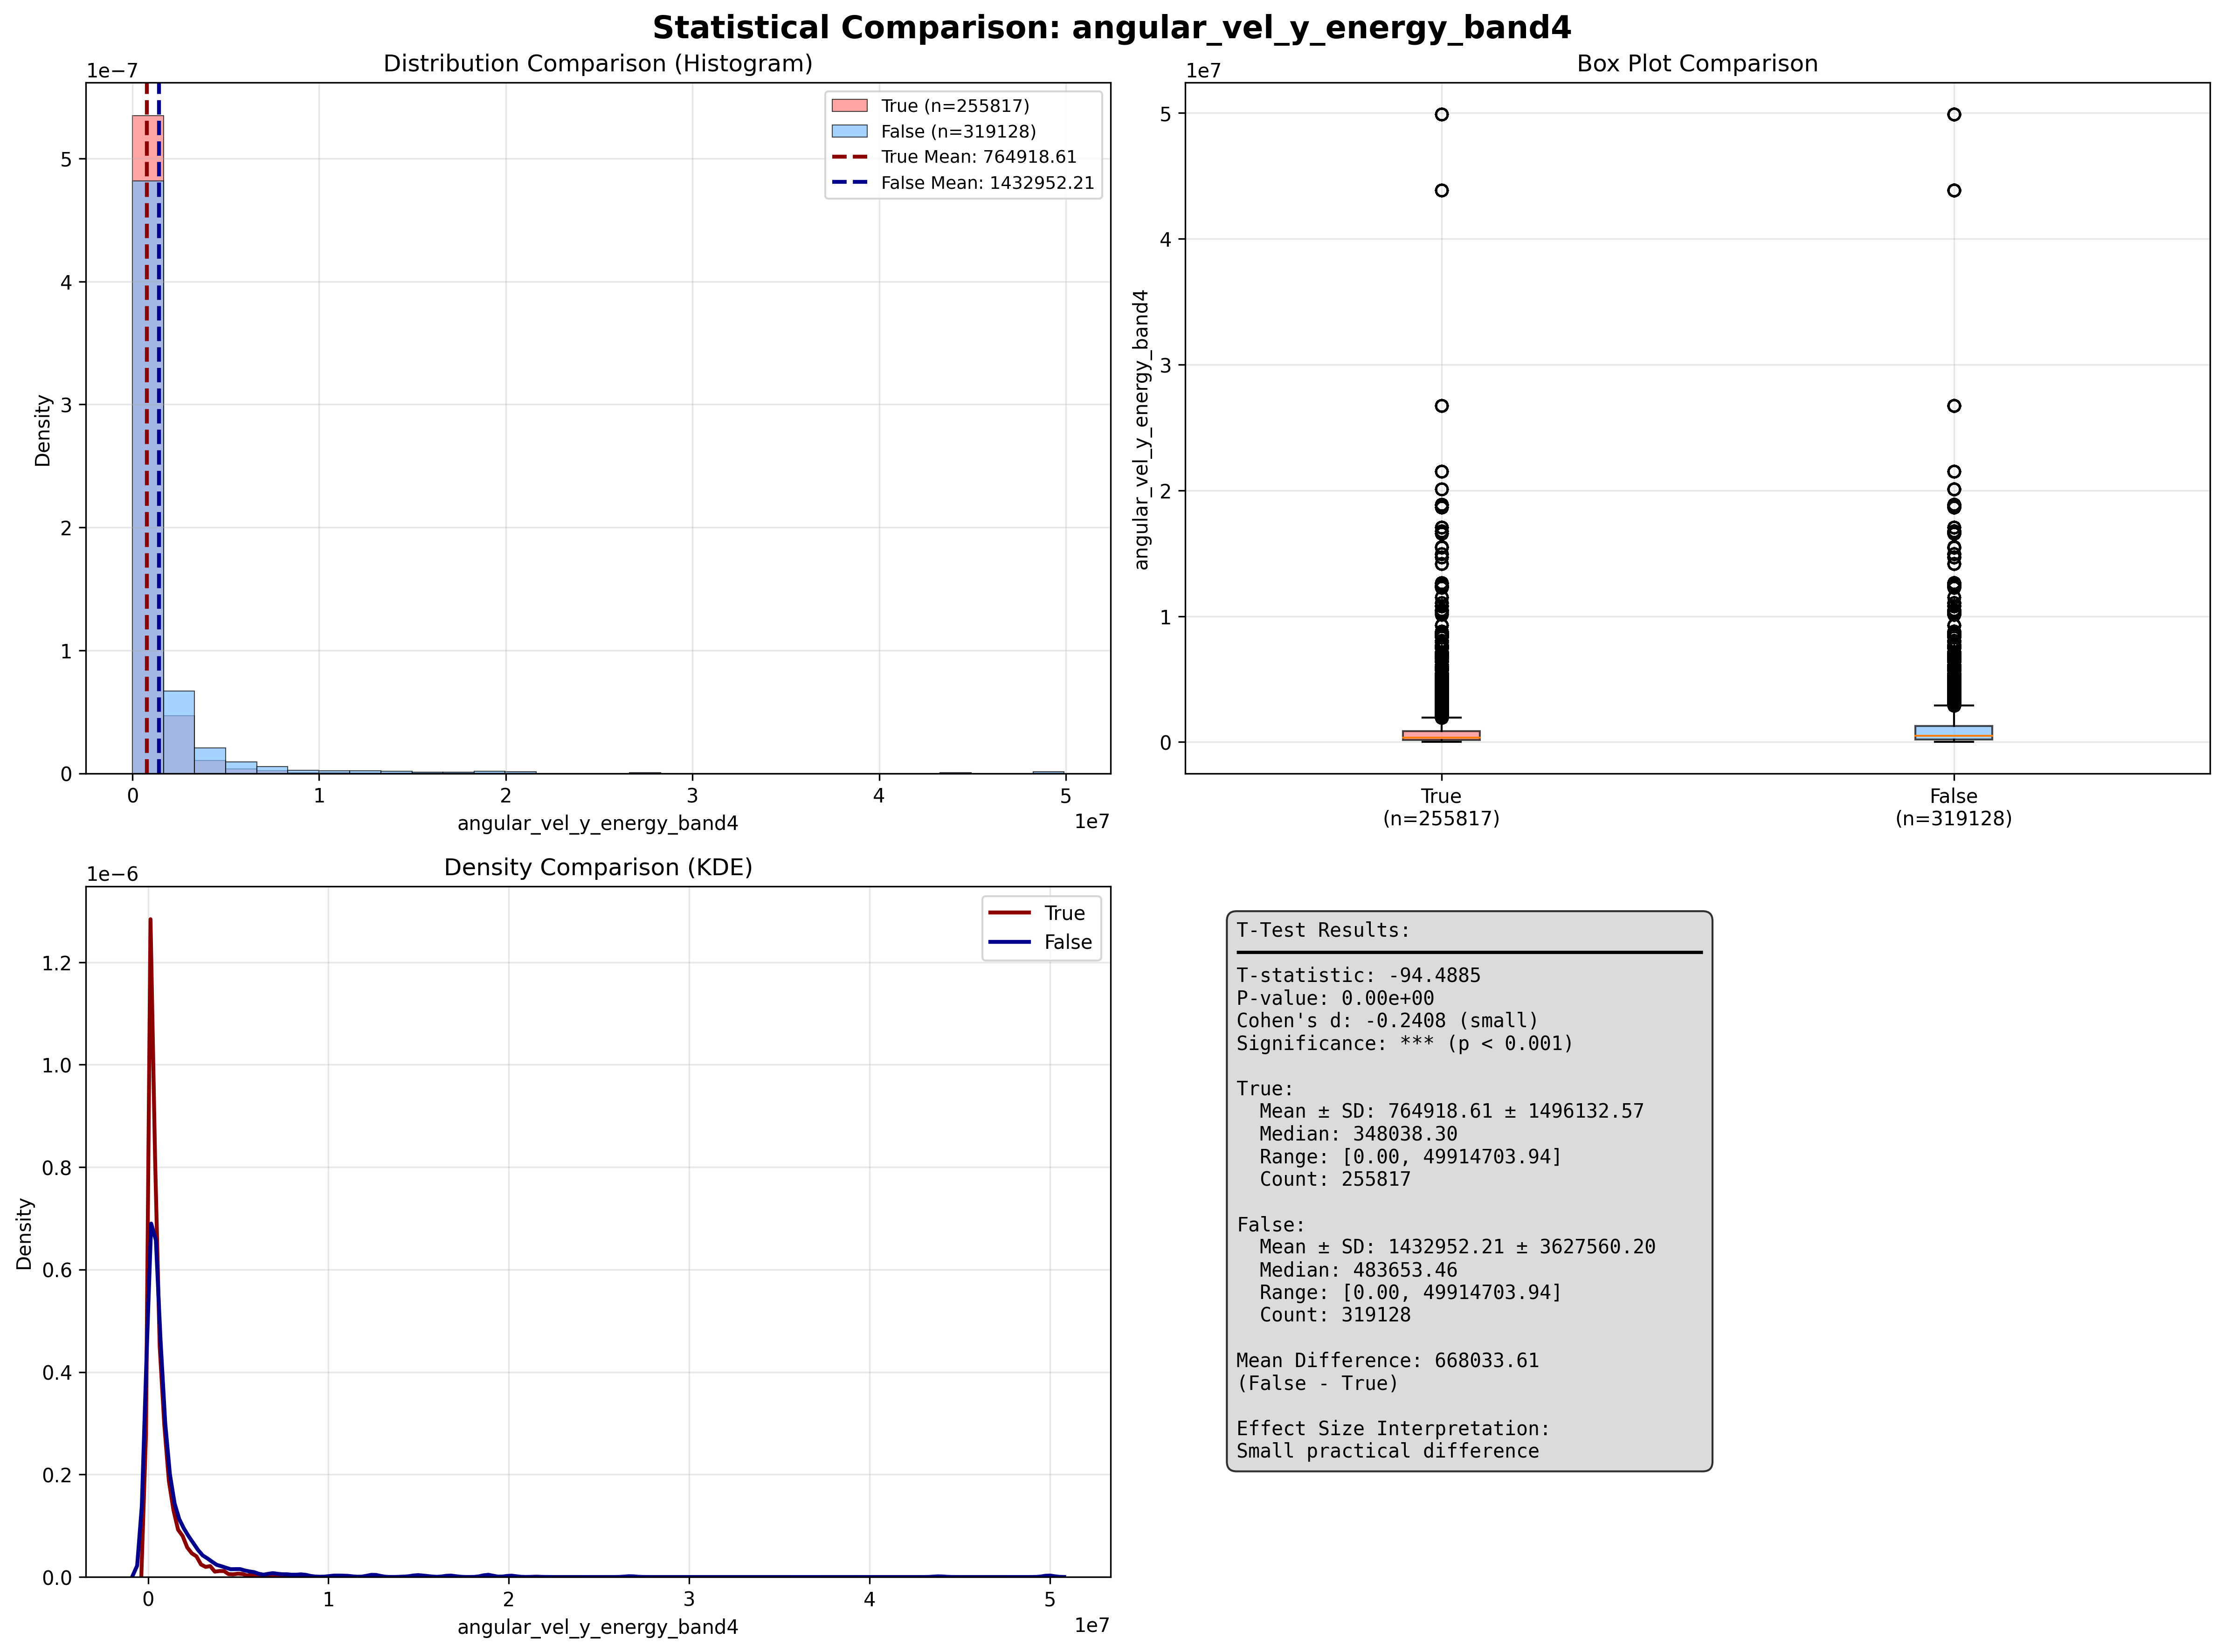 Statistical Comparison: angular_vel_y_energy_band4
Distribution Comparison (Histogram)
1e−7
True (n=255817)
False (n=319128)
True Mean: 764918.61
False Mean: 1432952.21
5
4
3
2
1
0
Density
0 1 2 3 4 5
1e7
angular_vel_y_energy_band4
Box Plot Comparison
1e7
5
4
3
2
1
0
angular_vel_y_energy_band4
True
(n=255817)
False
(n=319128)
Density Comparison (KDE)
1e−6
True
False
1.2
1.0
0.8
0.6
0.4
0.2
0.0
Density
0 1 2 3 4 5
1e7
angular_vel_y_energy_band4
T-Test Results:
T-statistic: -94.4885
P-value: 0.00e+00
Cohen's d: -0.2408 (small)
Significance: *** (p < 0.001)
True:
Mean ± SD: 764918.61 ± 1496132.57
Median: 348038.30
Range: [0.00, 49914703.94]
Count: 255817
False:
Mean ± SD: 1432952.21 ± 3627560.20
Median: 483653.46
Range: [0.00, 49914703.94]
Count: 319128
Mean Difference: 668033.61
(False - True)
Effect Size Interpretation:
Small practical difference